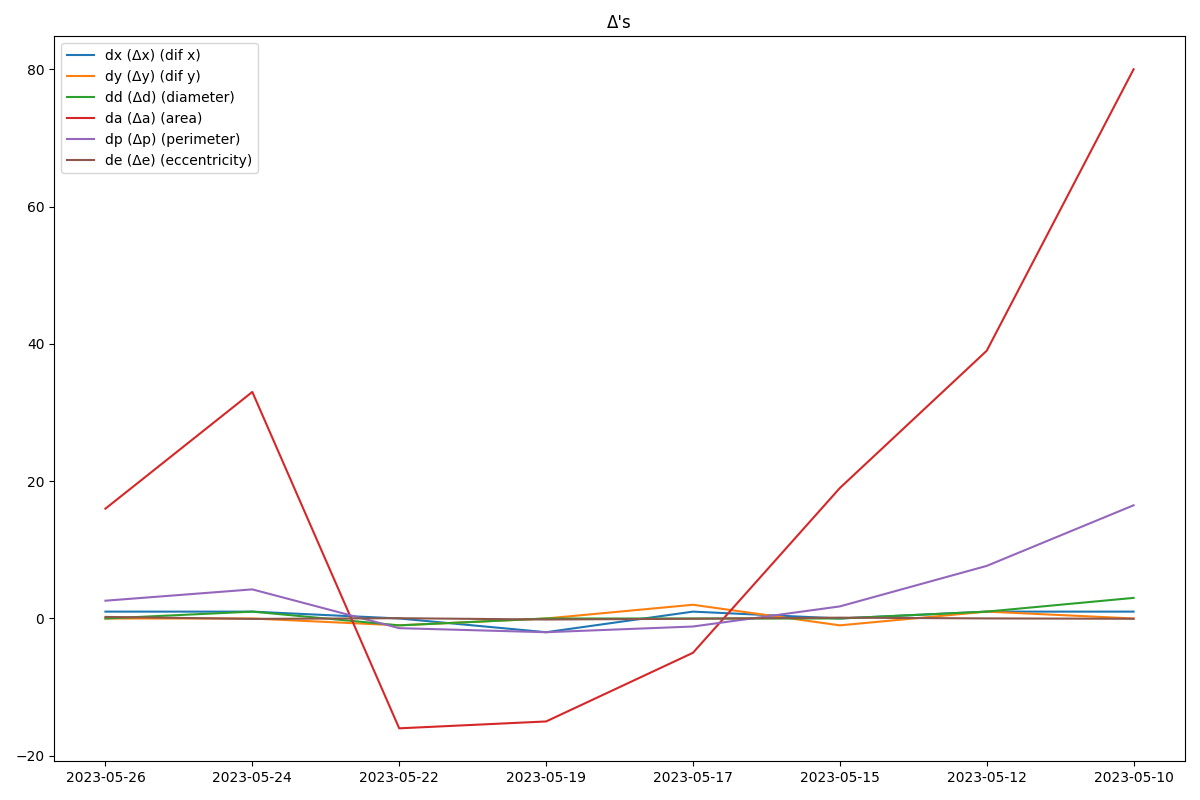 Δ's
dx (Δx) (dif x)
dy (Δy) (dif y)
dd (Δd) (diameter)
da (Δa) (area)
dp (Δp) (perimeter)
de (Δe) (eccentricity)
80
60
40
20
0
−20
2023-05-26 2023-05-24 2023-05-22 2023-05-19 2023-05-17 2023-05-15 2023-05-12 2023-05-10